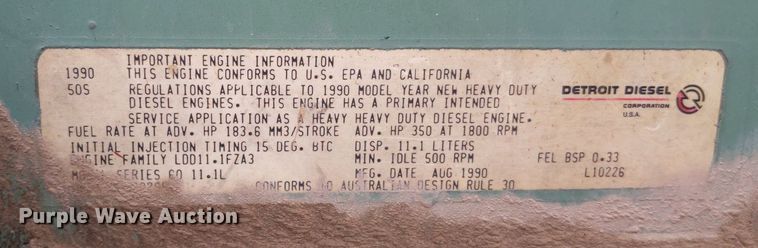 IMPORTANT ENGINE INFORMATION
1990 THIS ENGINE CONFORMS TO U.S. EPA AND CALIFORNIA
50S REGULATIONS APPLICABLE TO 1990 MODEL YEAR NEW HEAVY DUTY
DIESEL ENGINES. THIS ENGINE HAS A PRIMARY INTENDED
SERVICE APPLICATION AS A HEAVY HEAVY DUTY DIESEL ENGINE.
DETROIT DIESEL
CORPORATION
U.S.A.
FUEL RATE AT ADV. HP 183.6 MM3/STROKE ADV. HP 350 AT 1800 RPM
INITIAL INJECTION TIMING 15 DEG. BTC DISP. 11.1 LITERS
ENGINE FAMILY LDD11.1FZA3 MIN. IDLE 500 RPM FEL BSP 0.33
SERIES 60 11.1L MFG. DATE AUG 1990 L10226
CONFORMS TO AUSTRALIAN DESIGN RULE 30
Purple Wave Auction